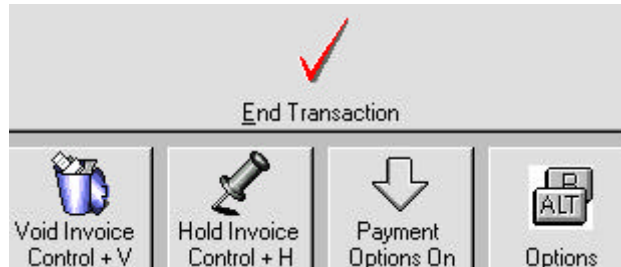 End Transaction
Void Invoice
Control + V
Hold Invoice
Control + H
Payment
Options On
ALT
Options